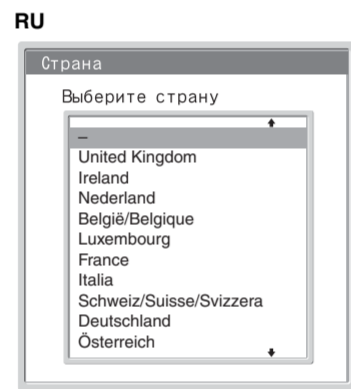 RU
Страна
Выберите страну
–
United Kingdom
Ireland
Nederland
België/Belgique
Luxembourg
France
Italia
Schweiz/Suisse/Svizzera
Deutschland
Österreich